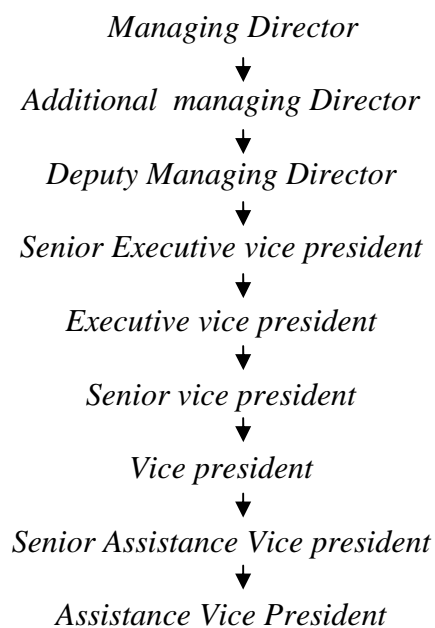 Managing Director
Additional managing Director
Deputy Managing Director
Senior Executive vice president
Executive vice president
Senior vice president
Vice president
Senior Assistance Vice president
Assistance Vice President